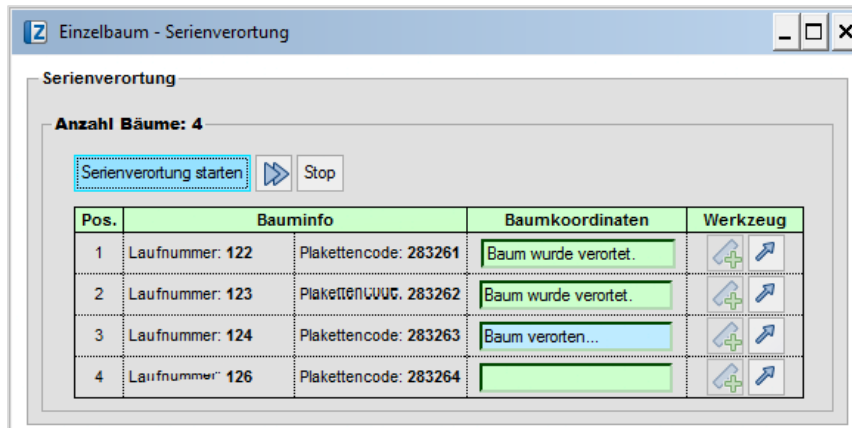 Einzelbaum - Serienverortung
Serienverortung
Anzahl Bäume: 4
Serienverortung starten Stop
Pos. Bauminfo Baumkoordinaten Werkzeug
1 Laufnummer: 122 Plakettencode: 283261 Baum wurde verortet.
2 Laufnummer: 123 Plakettencode: 283262 Baum wurde verortet.
3 Laufnummer: 124 Plakettencode: 283263 Baum verorten...
4 Laufnummer: 126 Plakettencode: 283264